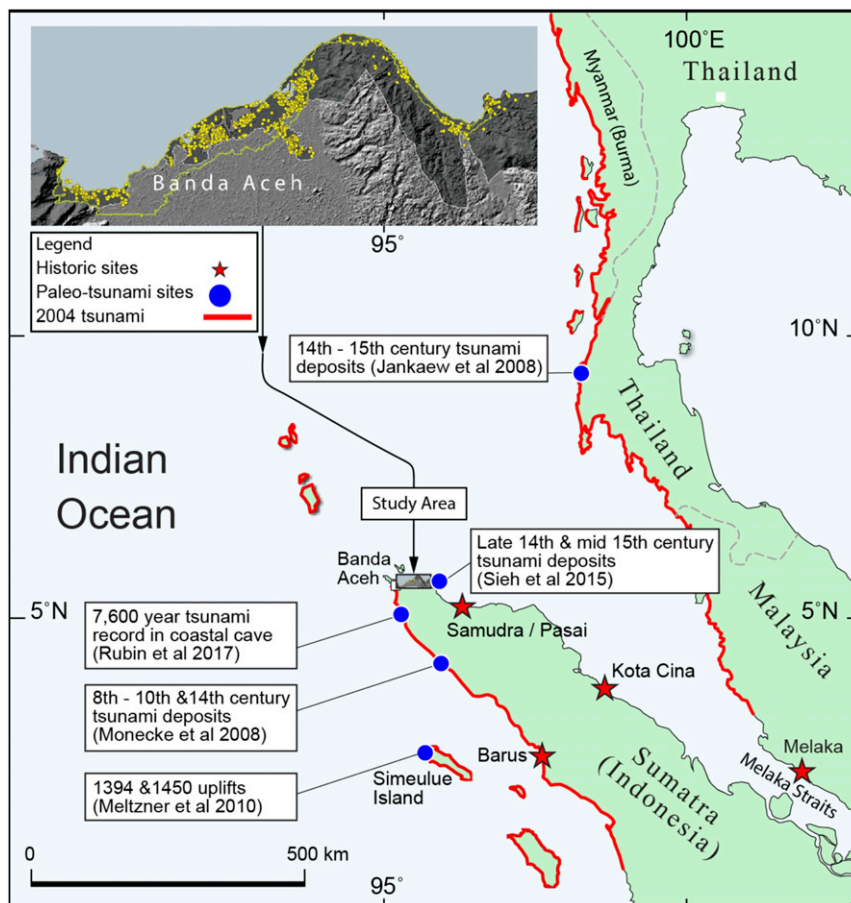 100°E
Thailand
Myanmar (Burma)
Banda Aceh
95°
Legend
Historic sites
Paleo-tsunami sites
2004 tsunami
10°N
14th - 15th century tsunami
deposits (Jankaew et al 2008)
Thailand
Indian
Ocean
Study Area
Banda
Aceh
Late 14th & mid 15th century
tsunami deposits
(Sieh et al 2015)
5°N
7,600 year tsunami
record in coastal cave
(Rubin et al 2017)
Samudra / Pasai
Malaysia
5°N
Kota Cina
8th - 10th &14th century
tsunami deposits
(Monecke et al 2008)
Barus
Melaka
Melaka Straits
Simeulue
Island
1394 &1450 uplifts
(Meltzner et al 2010)
Sumatra
(Indonesia)
0
500 km
95°
100°E